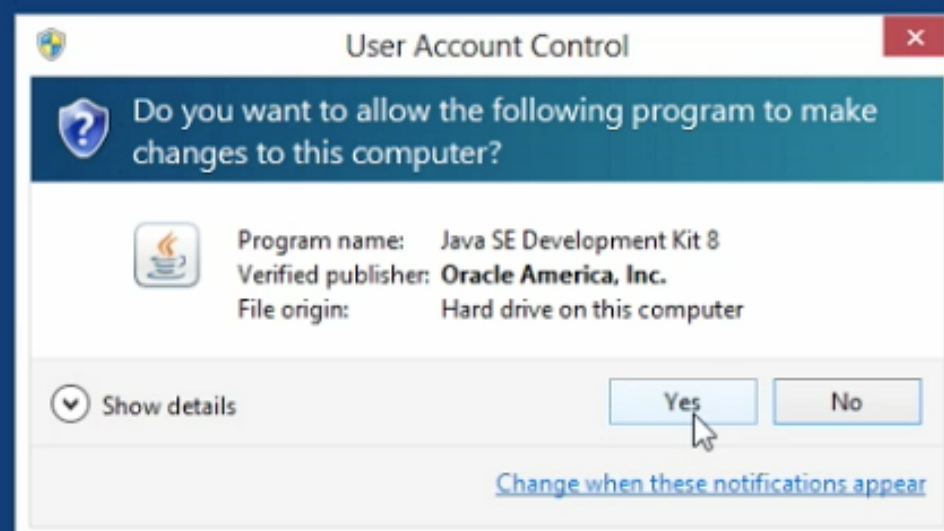 User Account Control
Do you want to allow the following program to make
changes to this computer?
Program name: Java SE Development Kit 8
Verified publisher: Oracle America, Inc.
File origin: Hard drive on this computer
Show details
Yes
No
Change when these notifications appear